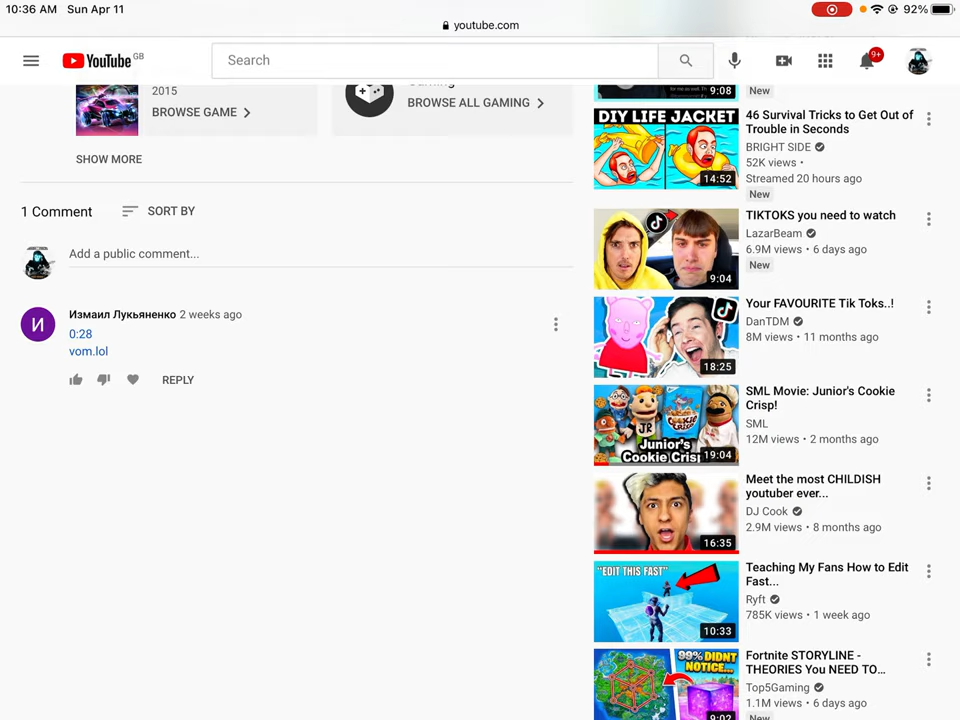 10:36 AM Sun Apr 11
92%
youtube.com
YouTube GB
Search
9+
2015
BROWSE GAME
BROWSE ALL GAMING
SHOW MORE
1 Comment
SORT BY
Add a public comment...
Измаил Лукьяненко 2 weeks ago
0:28
vom.lol
REPLY
9:08
New
DIY LIFE JACKET
14:52
46 Survival Tricks to Get Out of
Trouble in Seconds
BRIGHT SIDE
52K views •
Streamed 20 hours ago
New
9:04
TIKTOKS you need to watch
LazarBeam
6.9M views • 6 days ago
New
18:25
Your FAVOURITE Tik Toks..!
DanTDM
8M views • 11 months ago
JR
Junior's
Cookie Crisp
19:04
SML Movie: Junior's Cookie
Crisp!
SML
12M views • 2 months ago
16:35
Meet the most CHILDISH
youtuber ever...
DJ Cook
2.9M views • 8 months ago
"EDIT THIS FAST"
10:33
Teaching My Fans How to Edit
Fast...
Ryft
785K views • 1 week ago
99% DIDNT
NOTICE...
9:02
Fortnite STORYLINE -
THEORIES You NEED TO...
Top5Gaming
1.1M views • 6 days ago
New